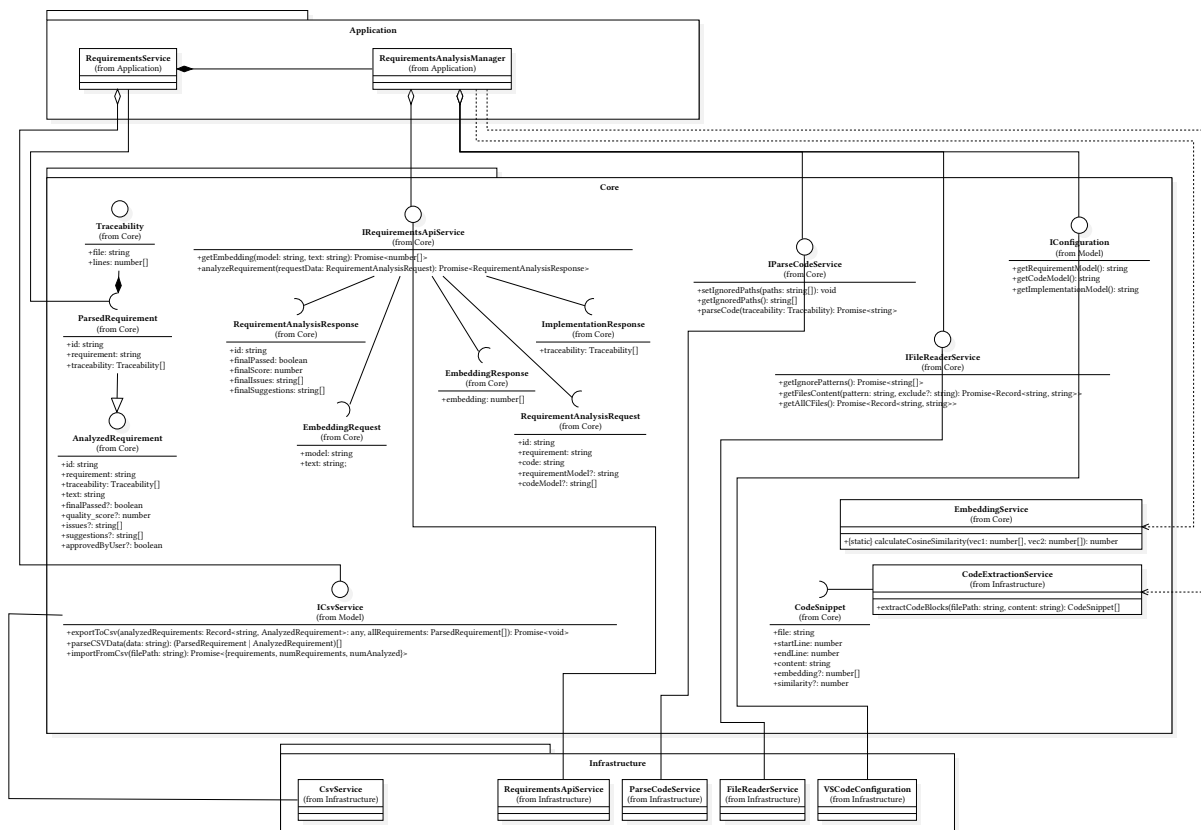 Application
RequirementsService
(from Application)
RequirementsAnalysisManager
(from Application)
Core
Traceability
(from Core)
+file: string
+lines: number[]
IRequirementsApiService
(from Core)
+getEmbedding(model: string, text: string): Promise<number[]>
+analyzeRequirement(requestData: RequirementAnalysisRequest): Promise<RequirementAnalysisResponse>
IParseCodeService
(from Core)
+setIgnoredPaths(paths: string[]): void
+getIgnoredPaths(): string[]
+parseCode(traceability: Traceability): Promise<string>
IConfiguration
(from Model)
+getRequirementModel(): string
+getCodeModel(): string
+getImplementationModel(): string
ParsedRequirement
(from Core)
+id: string
+requirement: string
+traceability: Traceability[]
RequirementAnalysisResponse
(from Core)
+id: string
+finalPassed: boolean
+finalScore: number
+finalIssues: string[]
+finalSuggestions: string[]
ImplementationResponse
(from Core)
+traceability: Traceability[]
EmbeddingResponse
(from Core)
+embedding: number[]
IFileReaderService
(from Core)
+getIgnorePatterns(): Promise<string[]>
+getFilesContent(pattern: string, exclude?: string): Promise<Record<string, string>>
+getAllCFiles(): Promise<Record<string, string>>
AnalyzedRequirement
(from Core)
+id: string
+requirement: string
+traceability: Traceability[]
+text: string
+finalPassed?: boolean
+quality_score?: number
+issues?: string[]
+suggestions?: string[]
+approvedByUser?: boolean
EmbeddingRequest
(from Core)
+model: string
+text: string;
RequirementAnalysisRequest
(from Core)
+id: string
+requirement: string
+code: string
+requirementModel?: string
+codeModel?: string[]
EmbeddingService
(from Core)
+{static} calculateCosineSimilarity(vec1: number[], vec2: number[]): number
CodeExtractionService
(from Infrastructure)
+extractCodeBlocks(filePath: string, content: string): CodeSnippet[]
CodeSnippet
(from Core)
+file: string
+startLine: number
+endLine: number
+content: string
+embedding?: number[]
+similarity?: number
ICsvService
(from Model)
+exportToCsv(analyzedRequirements: Record<string, AnalyzedRequirement>: any, allRequirements: ParsedRequirement[]): Promise<void>
+parseCSVData(data: string): (ParsedRequirement | AnalyzedRequirement)[]
+importFromCsv(filePath: string): Promise<{requirements, numRequirements, numAnalyzed}>
Infrastructure
CsvService
(from Infrastructure)
RequirementsApiService
(from Infrastructure)
ParseCodeService
(from Infrastructure)
FileReaderService
(from Infrastructure)
VSCodeConfiguration
(from Infrastructure)